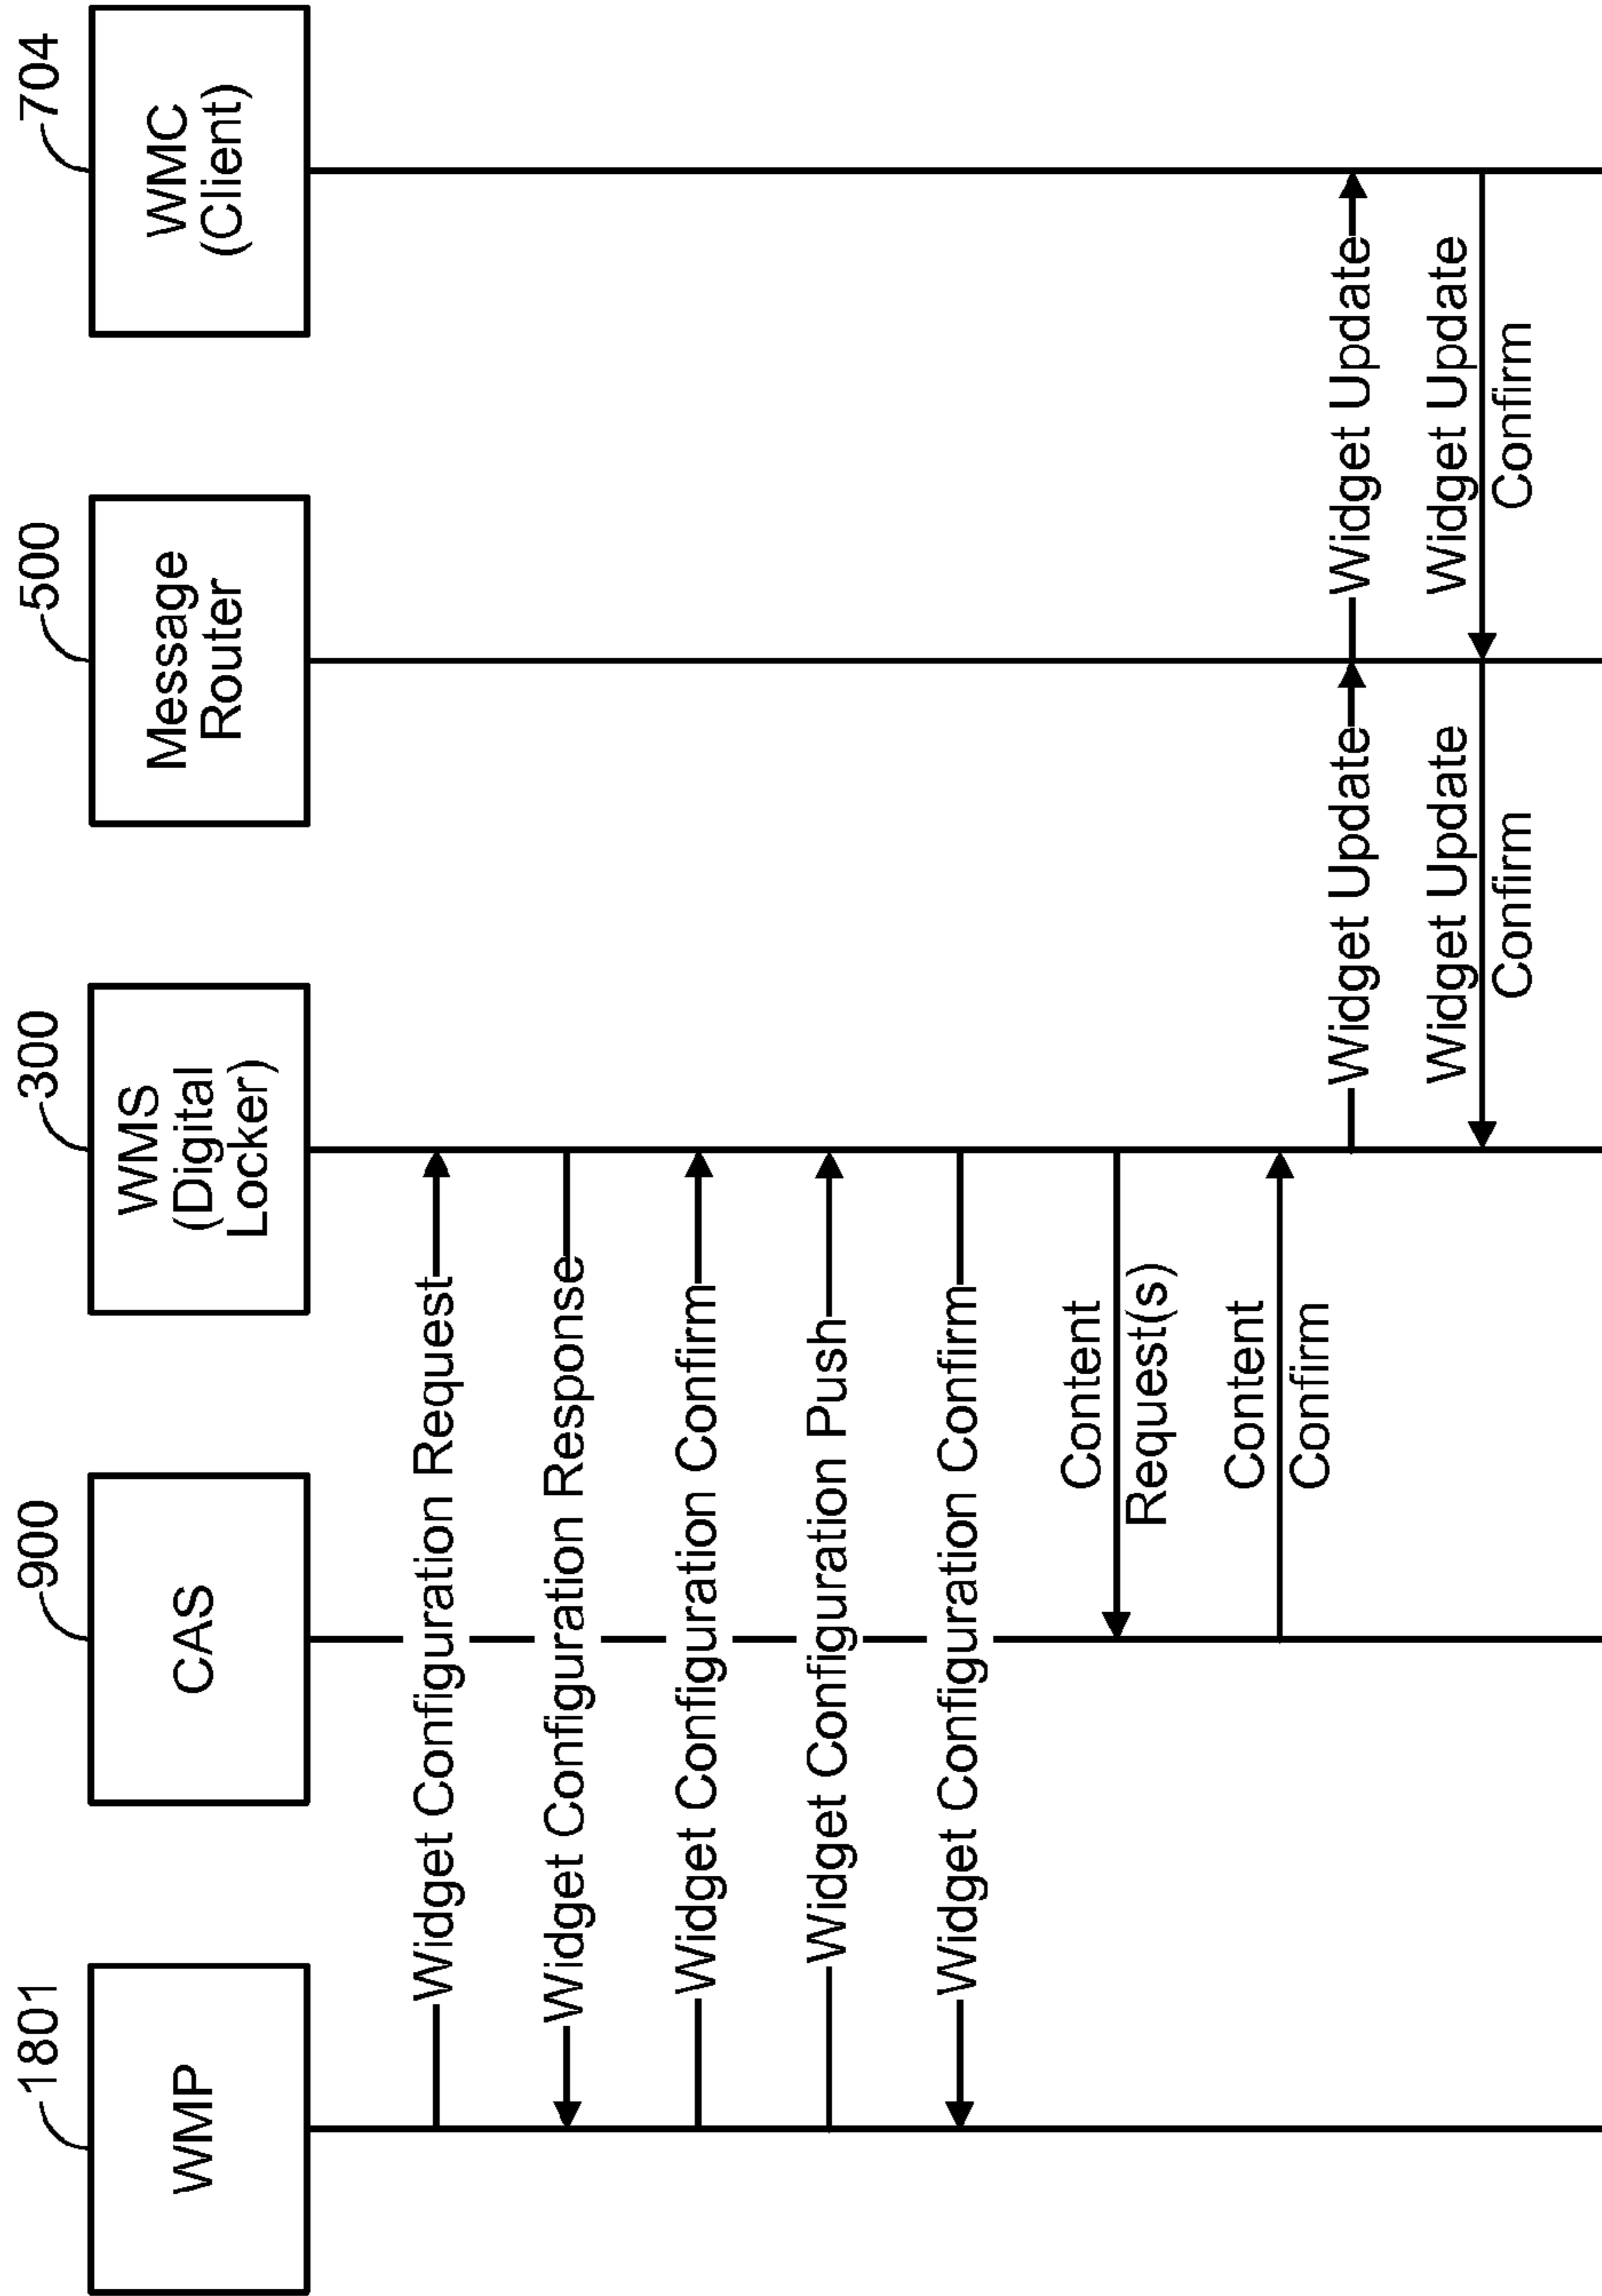 1801
900
300
500
704
WMP
CAS
WMS
(Digital
Locker)
Message
Router
WMC
(Client)
Widget Configuration Request
Widget Configuration Response
Widget Configuration Confirm
Widget Configuration Push
Widget Configuration Confirm
Content
Request(s)
Content
Confirm
Widget Update
Widget Update
Widget Update
Confirm
Widget Update
Confirm